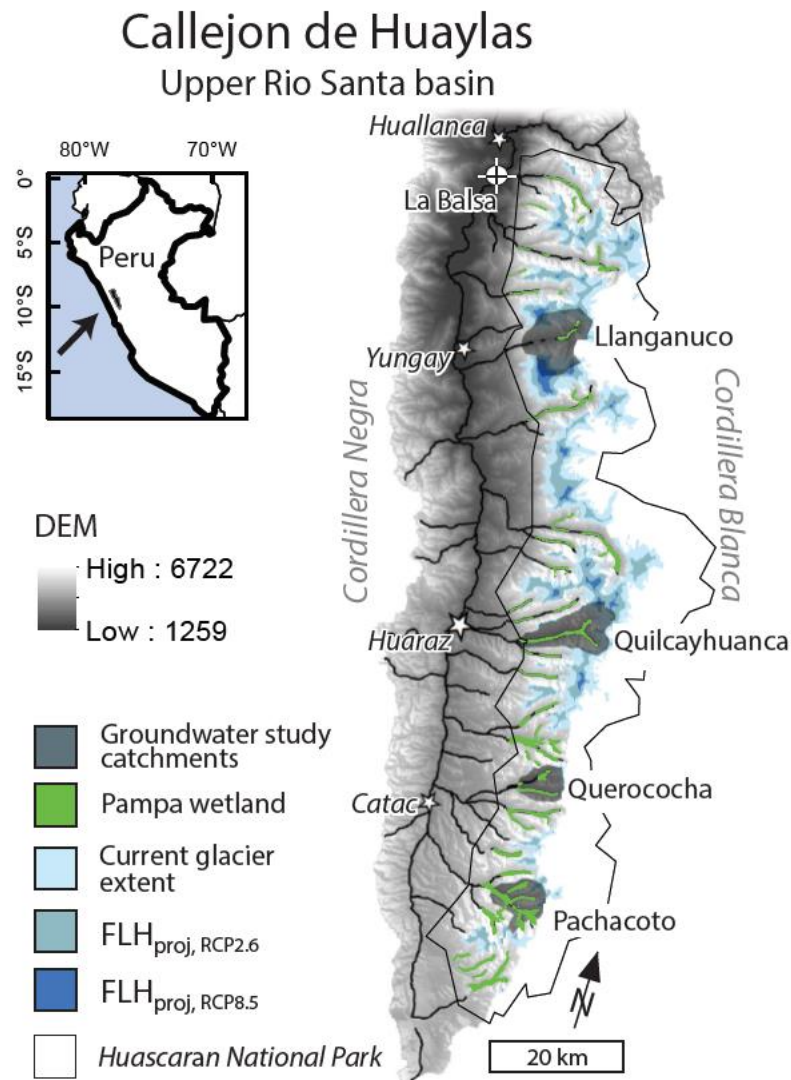 Callejon de Huaylas
Upper Rio Santa basin
80°W
70°W
0°
5°S
10°S
15°S
Peru
Huallanca
La Balsa
Llanganuco
Yungay
Cordillera Negra
Cordillera Blanca
DEM
High : 6722
Low : 1259
Huaraz
Quilcayhuanca
Groundwater study
catchments
Pampa wetland
Current glacier
extent
FLHproj, RCP2.6
FLHproj, RCP8.5
Huascaran National Park
Catac
Querococha
Pachacoto
N
20 km